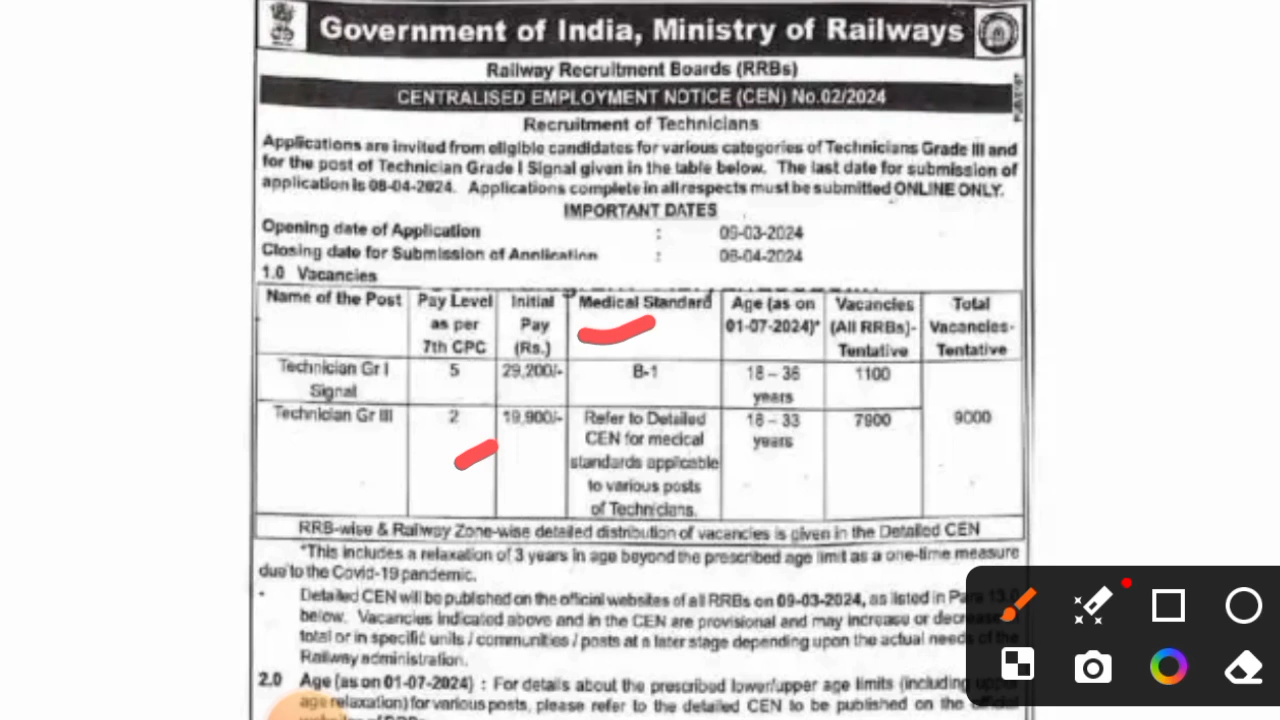 Government of India, Ministry of Railways
Railway Recruitment Boards (RRBs)
CENTRALISED EMPLOYMENT NOTICE (CEN) No.02/2024
Recruitment of Technicians
Applications are invited from eligible candidates for various categories of Technicians Grade III and
for the post of Technician Grade I Signal given in the table below. The last date for submission of
application is 08-04-2024. Applications complete in all respects must be submitted ONLINE ONLY.
IMPORTANT DATES
Opening date of Application : 09-03-2024
Closing date for Submission of Application : 08-04-2024
1.0 Vacancies
Name of the Post Pay Level as per 7th CPC Initial Pay (Rs.) Medical Standard Age (as on 01-07-2024)* Vacancies (All RRBs)- Tentative Total Vacancies- Tentative
Technician Gr I Signal 5 29,200/- B-1 18 – 36 years 1100
Technician Gr III 2 19,900/- Refer to Detailed CEN for medical standards applicable to various posts of Technicians. 18 – 33 years 7900 9000
RRB-wise & Railway Zone-wise detailed distribution of vacancies is given in the Detailed CEN
*This includes a relaxation of 3 years in age beyond the prescribed age limit as a one-time measure
due to the Covid-19 pandemic.
Detailed CEN will be published on the official websites of all RRBs on 09-03-2024, as listed in Para 13.0
below. Vacancies indicated above and in the CEN are provisional and may increase or decrease
total or in specific units / communities / posts at a later stage depending upon the actual needs of the
Railway administration.
2.0 Age (as on 01-07-2024) : For details about the prescribed lower/upper age limits (including upper
age relaxation) for various posts, please refer to the detailed CEN to be published on the official